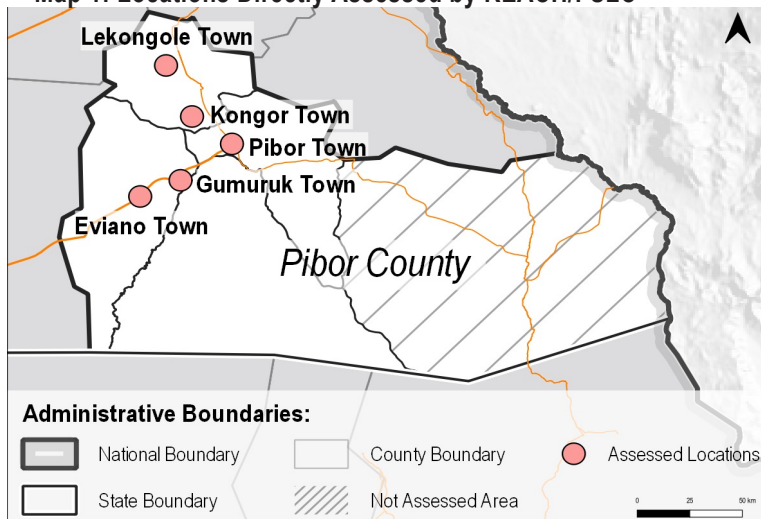 Lekongole Town
Kongor Town
Pibor Town
Gumuruk Town
Eviano Town
Pibor County
Administrative Boundaries:
National Boundary
County Boundary
Assessed Locations
State Boundary
Not Assessed Area
0 25 50 km